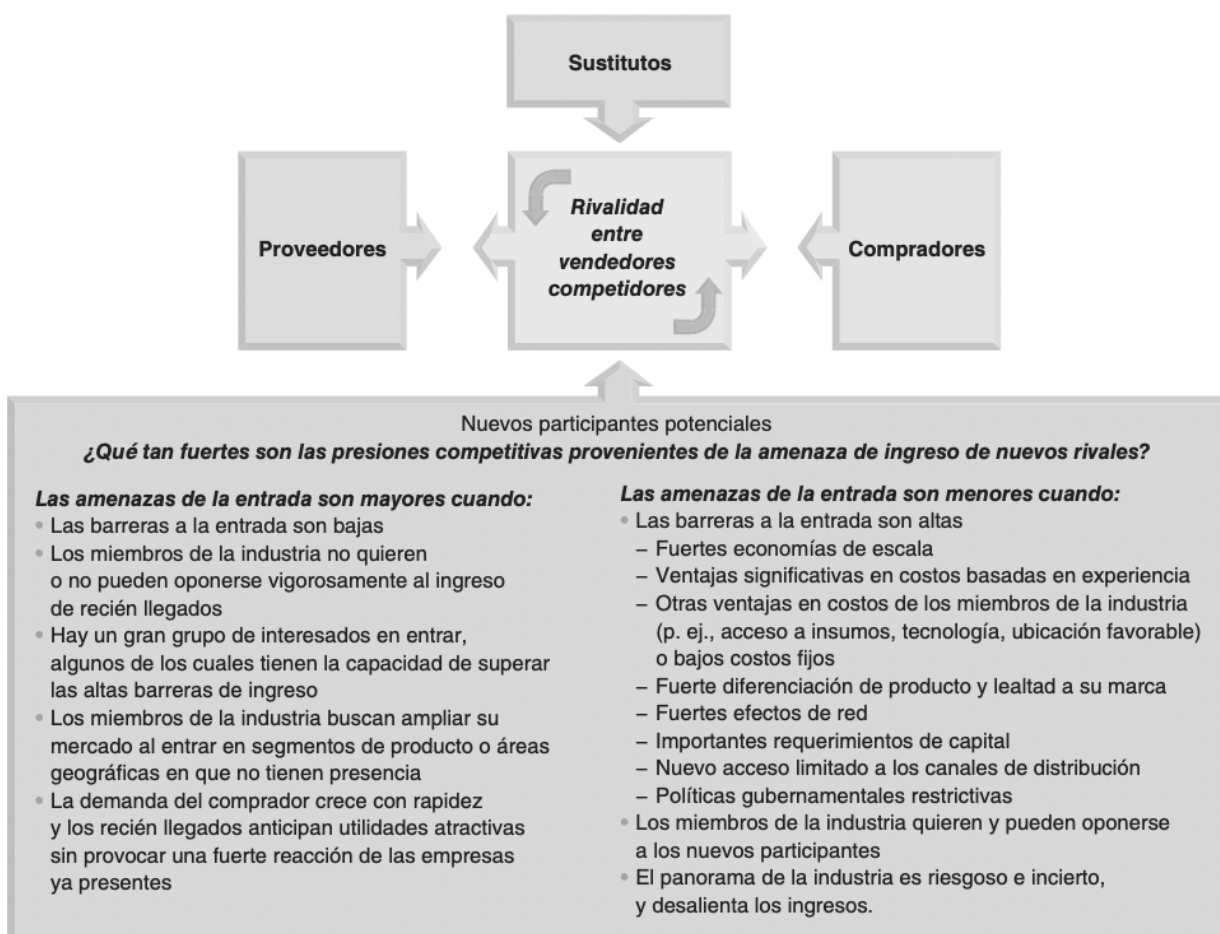 Sustitutos
Proveedores
Rivalidad
entre
vendedores
competidores
Compradores
Nuevos participantes potenciales
¿Qué tan fuertes son las presiones competitivas provenientes de la amenaza de ingreso de nuevos rivales?
Las amenazas de la entrada son mayores cuando:
• Las barreras a la entrada son bajas
• Los miembros de la industria no quieren
o no pueden oponerse vigorosamente al ingreso
de recién llegados
• Hay un gran grupo de interesados en entrar,
algunos de los cuales tienen la capacidad de superar
las altas barreras de ingreso
• Los miembros de la industria buscan ampliar su
mercado al entrar en segmentos de producto o áreas
geográficas en que no tienen presencia
• La demanda del comprador crece con rapidez
y los recién llegados anticipan utilidades atractivas
sin provocar una fuerte reacción de las empresas
ya presentes
Las amenazas de la entrada son menores cuando:
• Las barreras a la entrada son altas
– Fuertes economías de escala
– Ventajas significativas en costos basadas en experiencia
– Otras ventajas en costos de los miembros de la industria
(p. ej., acceso a insumos, tecnología, ubicación favorable)
o bajos costos fijos
– Fuerte diferenciación de producto y lealtad a su marca
– Fuertes efectos de red
– Importantes requerimientos de capital
– Nuevo acceso limitado a los canales de distribución
– Políticas gubernamentales restrictivas
• Los miembros de la industria quieren y pueden oponerse
a los nuevos participantes
• El panorama de la industria es riesgoso e incierto,
y desalienta los ingresos.